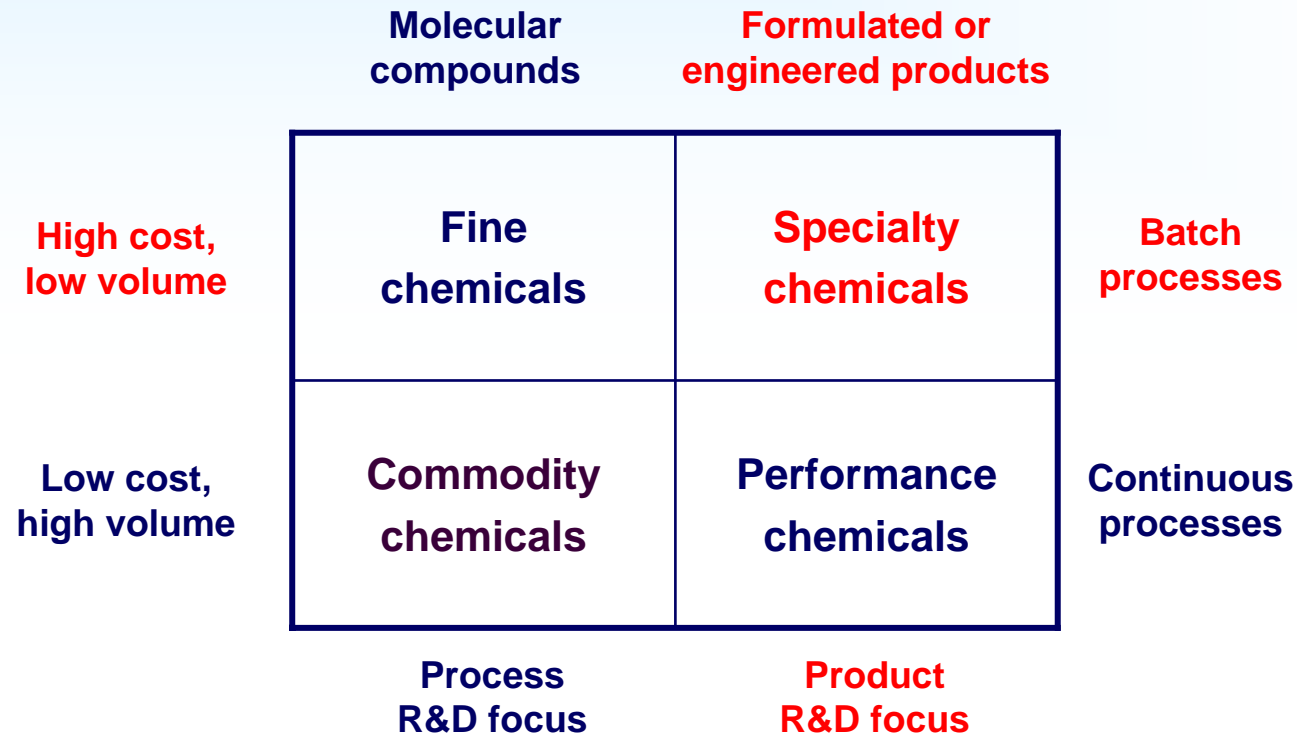 Molecular
compounds
Formulated or
engineered products
High cost,
low volume
Fine
chemicals
Specialty
chemicals
Batch
processes
Low cost,
high volume
Commodity
chemicals
Performance
chemicals
Continuous
processes
Process
R&D focus
Product
R&D focus